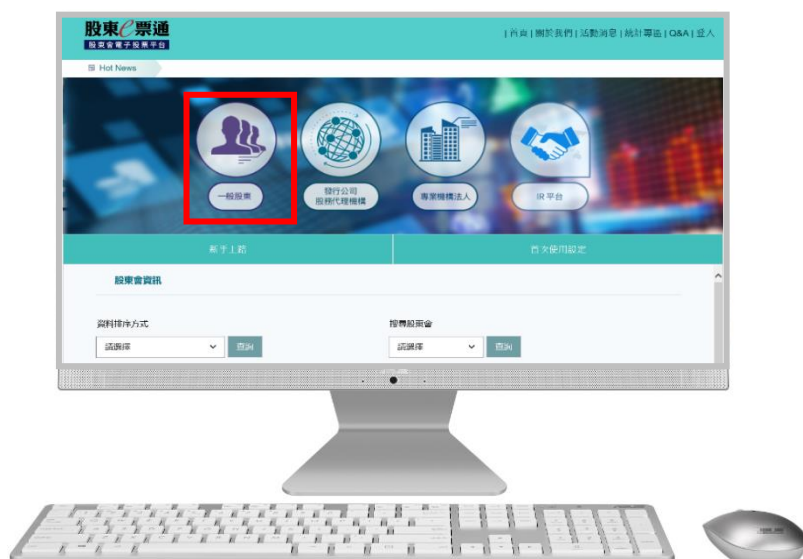 股東e票通
股東會電子投票平台
| 首頁 | 關於我們 | 活動消息 | 統計專區 | Q&A | 登入
Hot News
一般股東
發行公司
股務代理機構
專業機構法人
IR 平台
新手上路
首次使用設定
股東會資訊
資料排序方式
搜尋股東會
請選擇
查詢
請選擇
查詢